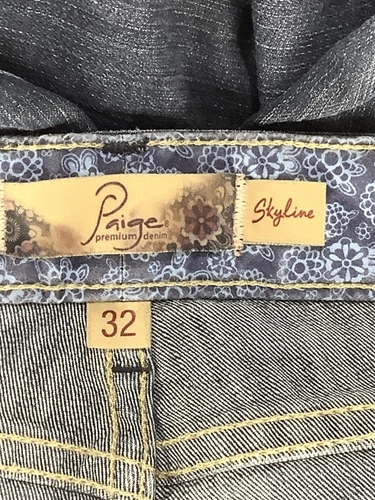 Paige
premium denim
Skyline
32